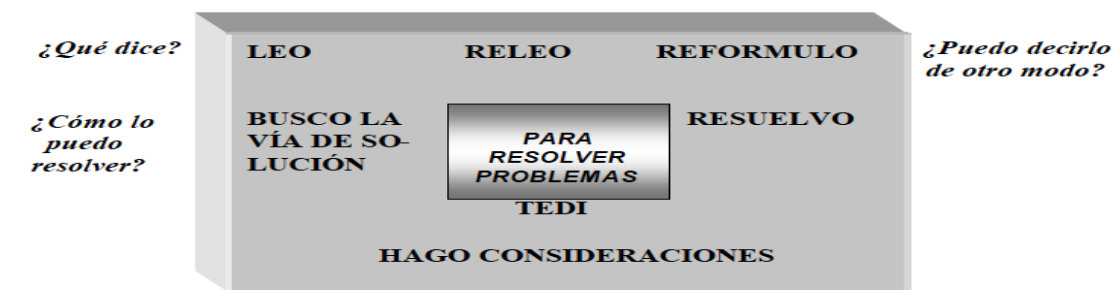 ¿Qué dice?
LEO RELEO REFORMULO
¿Puedo decirlo
de otro modo?
¿Cómo lo
puedo
resolver?
BUSCO LA
VÍA DE SO-
LUCIÓN
PARA
RESOLVER
PROBLEMAS
RESUELVO
TEDI
HAGO CONSIDERACIONES